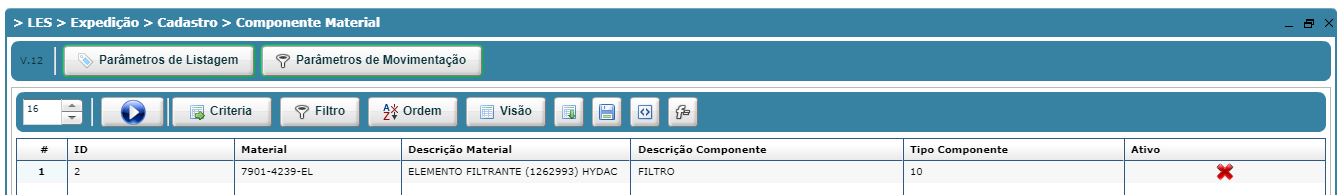 > LES > Expedição > Cadastro > Componente Material
V.12 Parâmetros de Listagem Parâmetros de Movimentação
16 Criteria Filtro Ordem Visão
# ID Material Descrição Material Descrição Componente Tipo Componente Ativo
1 2 7901-4239-EL ELEMENTO FILTRANTE (1262993) HYDAC FILTRO 10